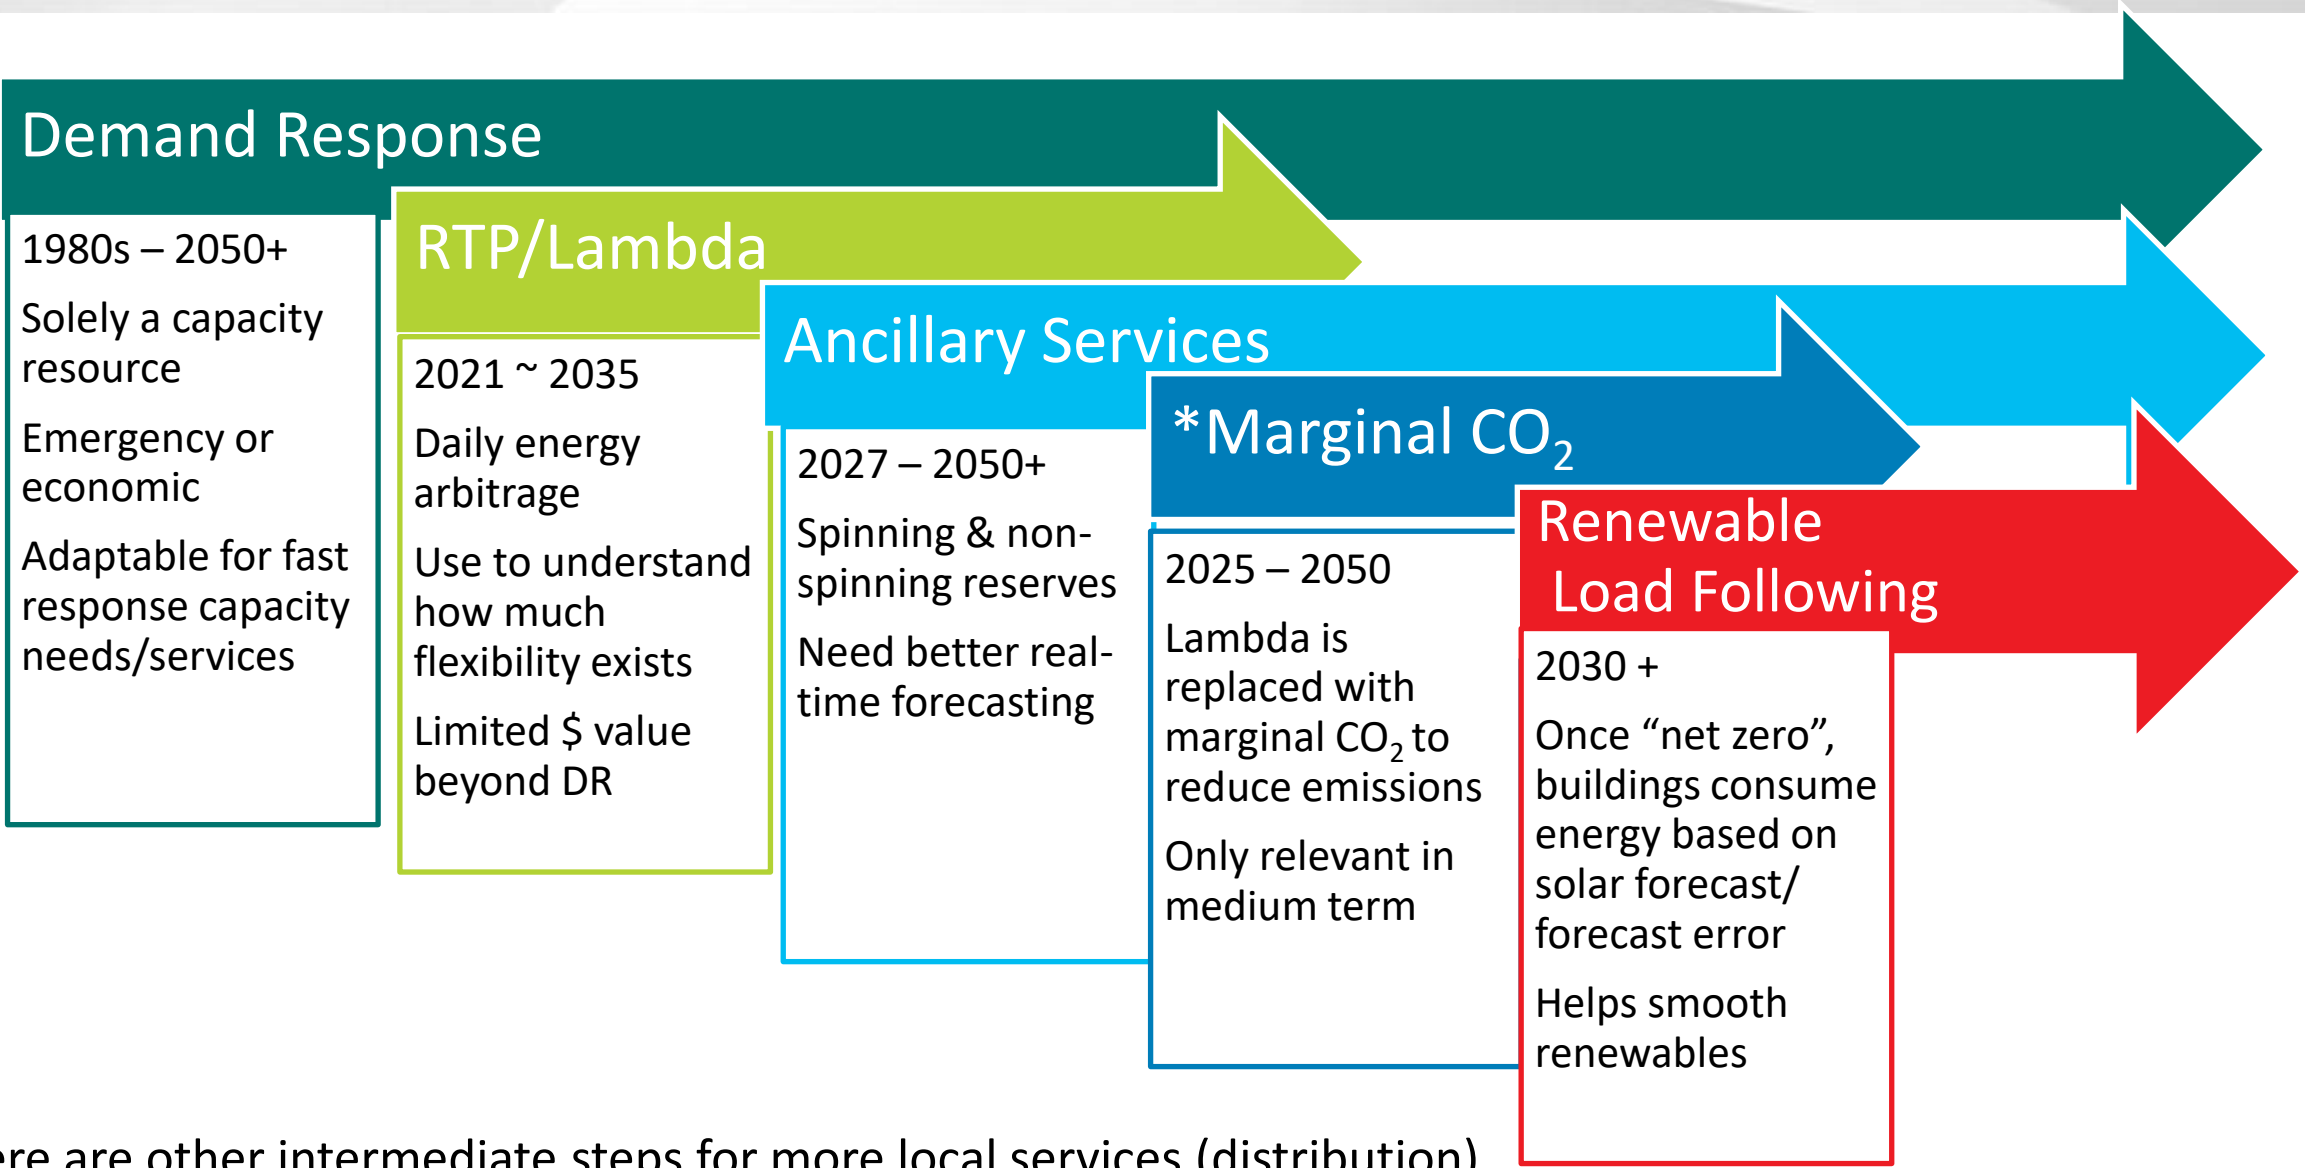 Demand Response
1980s – 2050+
Solely a capacity
resource
Emergency or
economic
Adaptable for fast
response capacity
needs/services
RTP/Lambda
2021 ~ 2035
Daily energy
arbitrage
Use to understand
how much
flexibility exists
Limited $ value
beyond DR
Ancillary Services
2027 – 2050+
Spinning & non-
spinning reserves
Need better real-
time forecasting
*Marginal CO₂
2025 – 2050
Lambda is
replaced with
marginal CO₂ to
reduce emissions
Only relevant in
medium term
Renewable
Load Following
2030 +
Once “net zero”,
buildings consume
energy based on
solar forecast/
forecast error
Helps smooth
renewables
are other intermediate steps for more local services (distribution)